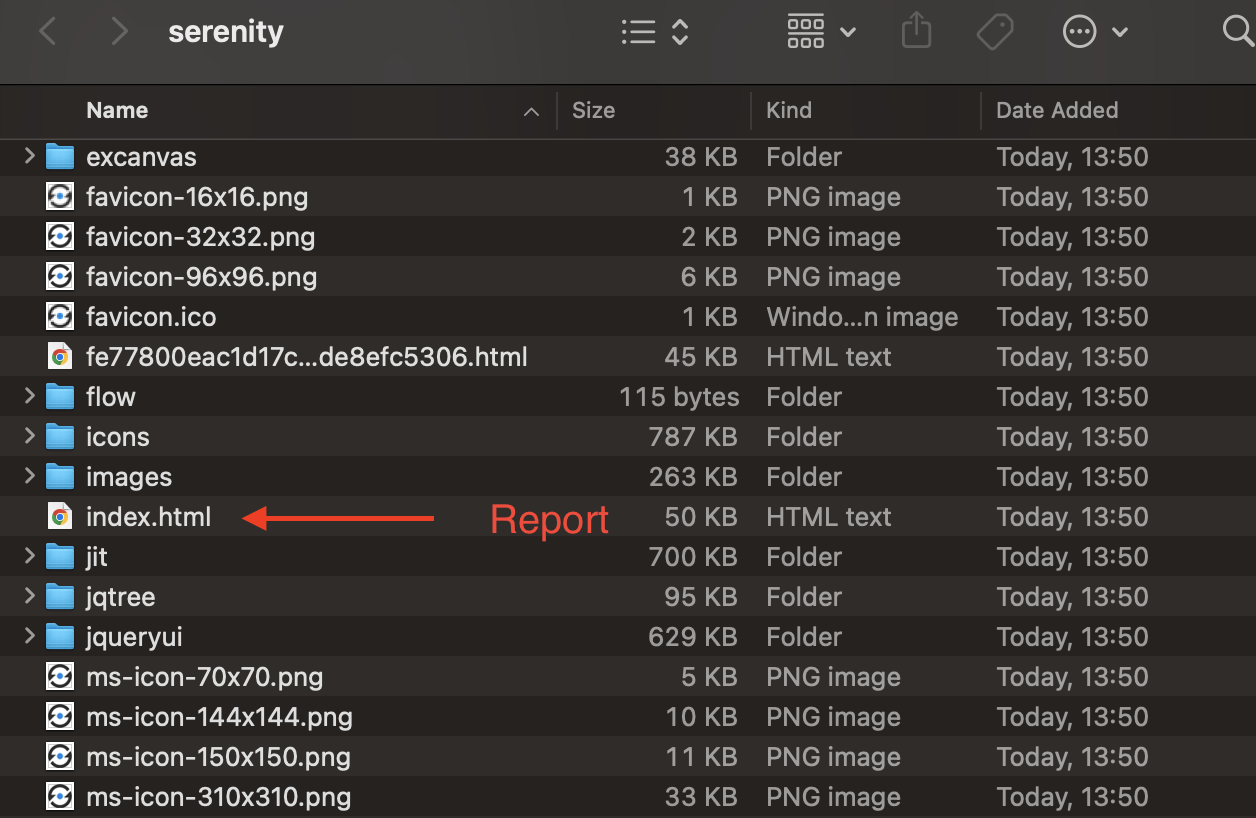 serenity
Name Size Kind Date Added
excanvas 38 KB Folder Today, 13:50
favicon-16x16.png 1 KB PNG image Today, 13:50
favicon-32x32.png 2 KB PNG image Today, 13:50
favicon-96x96.png 6 KB PNG image Today, 13:50
favicon.ico 1 KB Windo...n image Today, 13:50
fe77800eac1d17c...de8efc5306.html 45 KB HTML text Today, 13:50
flow 115 bytes Folder Today, 13:50
icons 787 KB Folder Today, 13:50
images 263 KB Folder Today, 13:50
index.html Report 50 KB HTML text Today, 13:50
jit 700 KB Folder Today, 13:50
jqtree 95 KB Folder Today, 13:50
jqueryui 629 KB Folder Today, 13:50
ms-icon-70x70.png 5 KB PNG image Today, 13:50
ms-icon-144x144.png 10 KB PNG image Today, 13:50
ms-icon-150x150.png 11 KB PNG image Today, 13:50
ms-icon-310x310.png 33 KB PNG image Today, 13:50